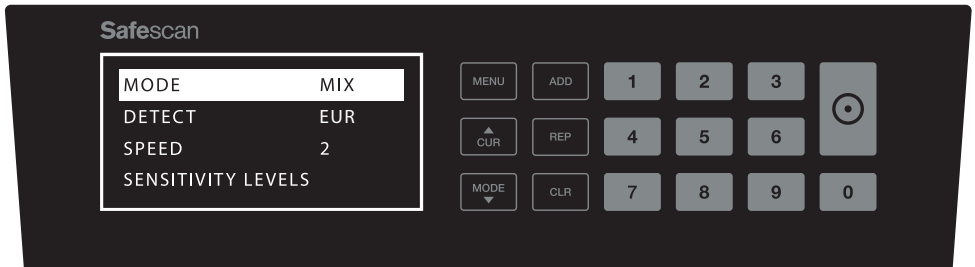 Safescan
MODE MIX
DETECT EUR
SPEED 2
SENSITIVITY LEVELS
MENU ADD 1 2 3
CUR REP 4 5 6
MODE CLR 7 8 9 0